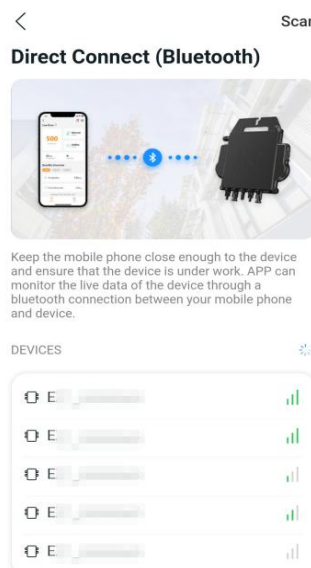 Scan
Direct Connect (Bluetooth)
500
Keep the mobile phone close enough to the device
and ensure that the device is under work. APP can
monitor the live data of the device through a
bluetooth connection between your mobile phone
and device.
DEVICES
E
E
E
E
E